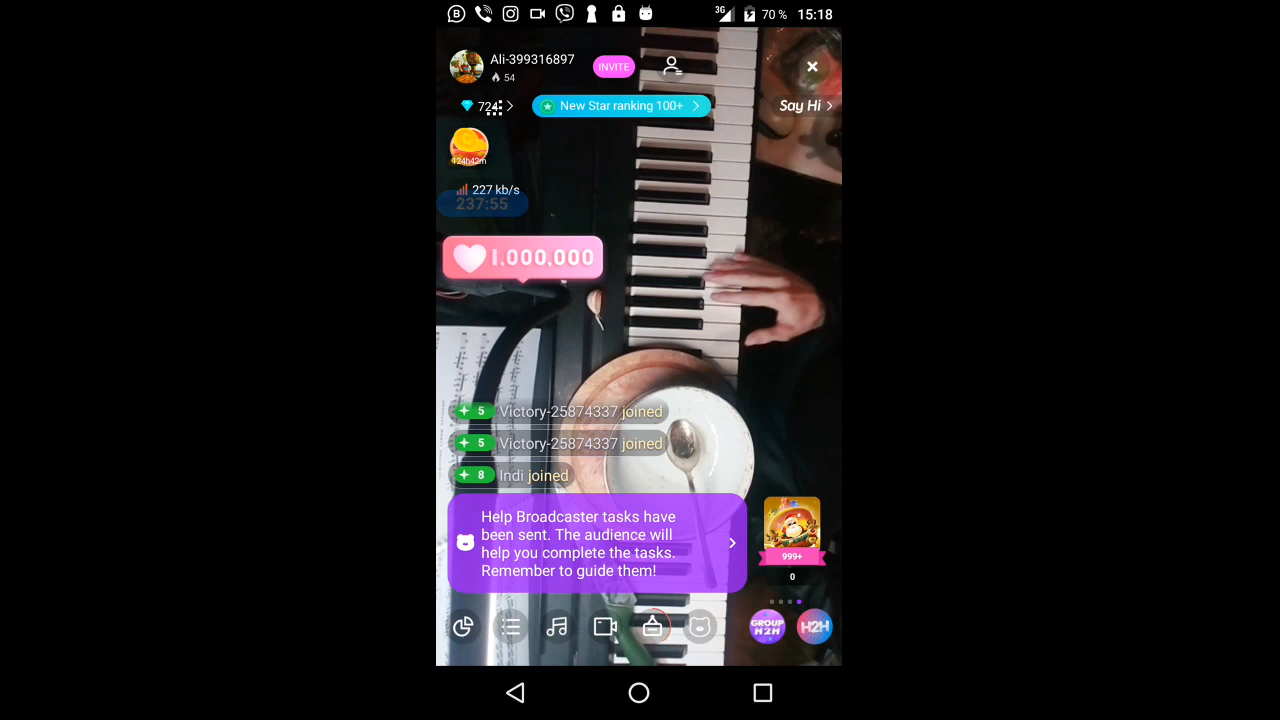 3G 70 % 15:18
Ali-399316897
54
INVITE
724
New Star ranking 100+
Say Hi
124h42m
227 kb/s
237:55
1,000,000
5 Victory-25874337 joined
5 Victory-25874337 joined
8 Indi joined
Help Broadcaster tasks have
been sent. The audience will
help you complete the tasks.
Remember to guide them!
999+
0
GROUP
H2H
H2H